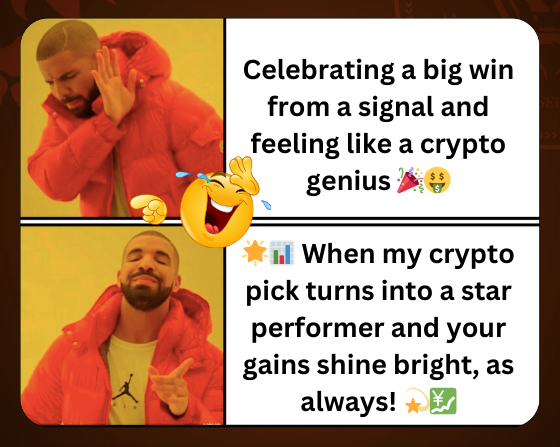 Celebrating a big win
from a signal and
feeling like a crypto
genius 🎉🤑
🌟📊 When my crypto
pick turns into a star
performer and your
gains shine bright, as
always! 💫💹